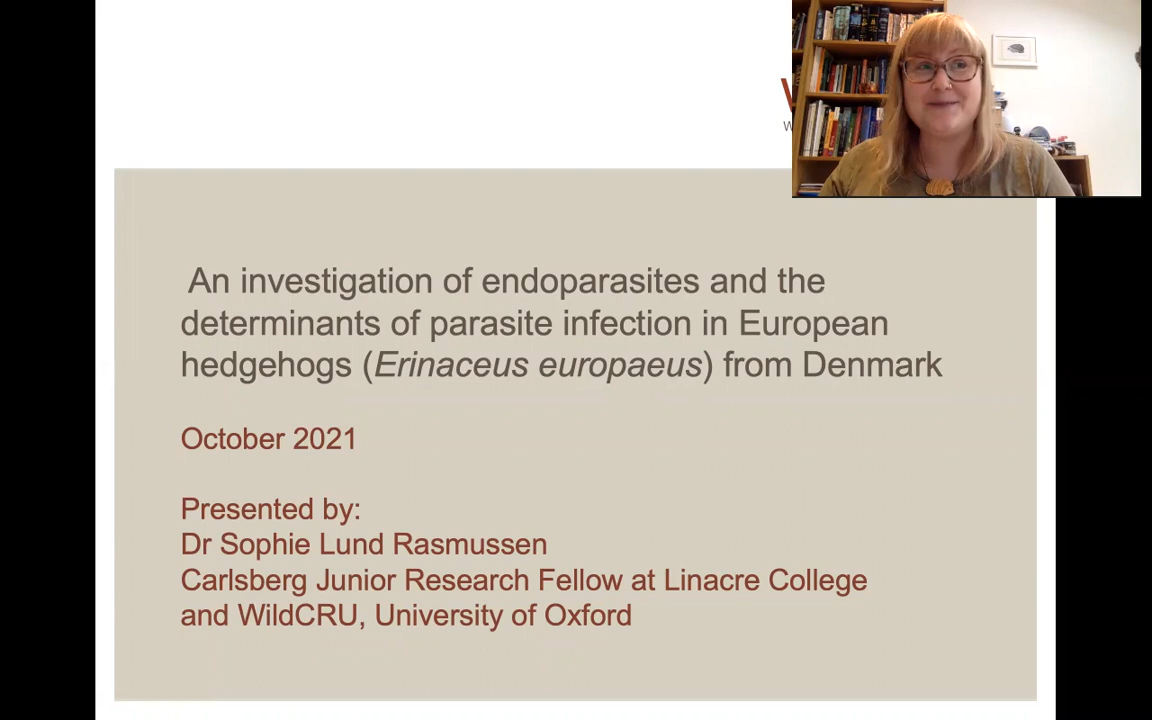 An investigation of endoparasites and the
determinants of parasite infection in European
hedgehogs (Erinaceus europaeus) from Denmark
October 2021
Presented by:
Dr Sophie Lund Rasmussen
Carlsberg Junior Research Fellow at Linacre College
and WildCRU, University of Oxford